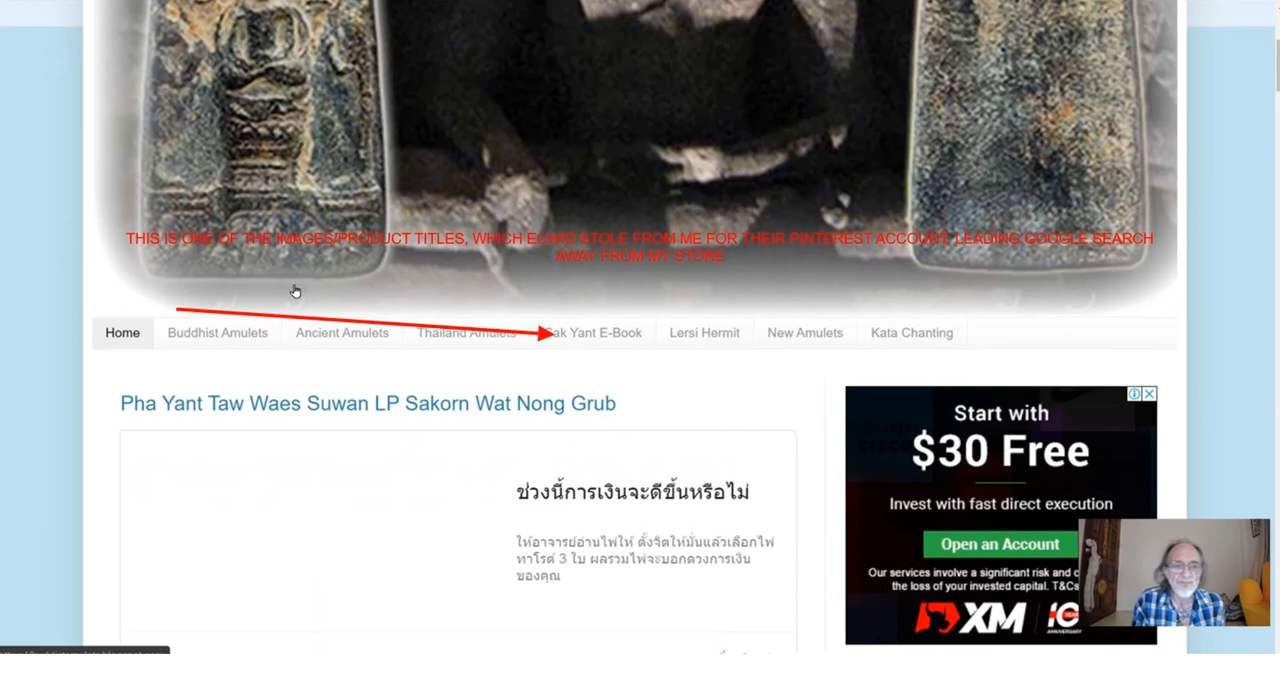 THIS IS ONE OF THE IMAGES/PRODUCT TITLES, WHICH ECWID STOLE FROM ME FOR THEIR PINTEREST ACCOUNT, LEADING GOOGLE SEARCH
AWAY FROM MY STORE
Home Buddhist Amulets Ancient Amulets Thailand Amulets Sak Yant E-Book Lersi Hermit New Amulets Kata Chanting
Pha Yant Taw Waes Suwan LP Sakorn Wat Nong Grub
ช่วงนี้การเงินจะดีขึ้นหรือไม่
ให้อาจารย์อ่านไพ่ให้ ตั้งจิตให้มั่นแล้วเลือกไพ่
ทาโรต์ 3 ใบ ผลรวมไพ่จะบอกดวงการเงิน
ของคุณ
Start with
$30 Free
Invest with fast direct execution
Open an Account
Our services involve a significant risk and c
the loss of your invested capital. T&Cs
XM 10